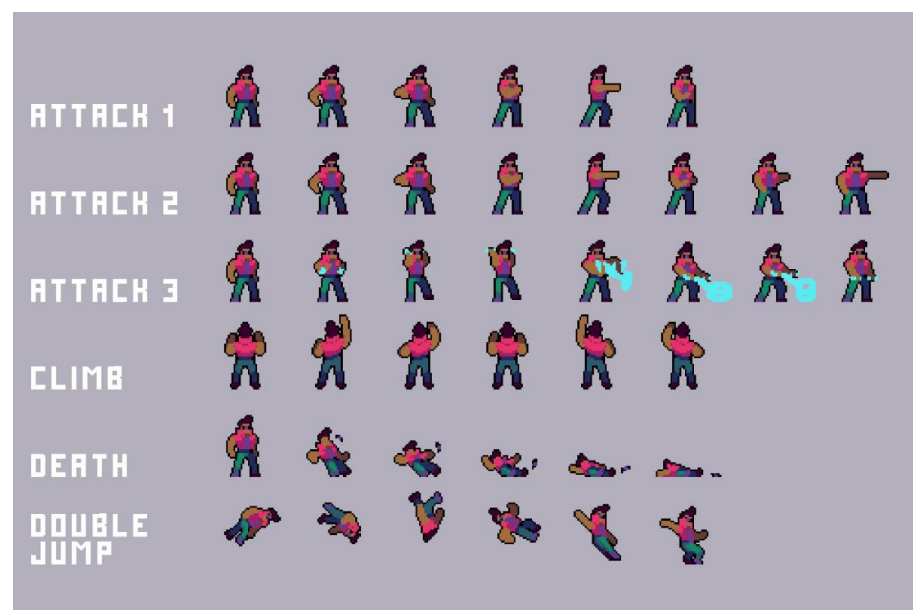 ATTACK 1
ATTACK 2
ATTACK 3
CLIMB
DEATH
DOUBLE
JUMP